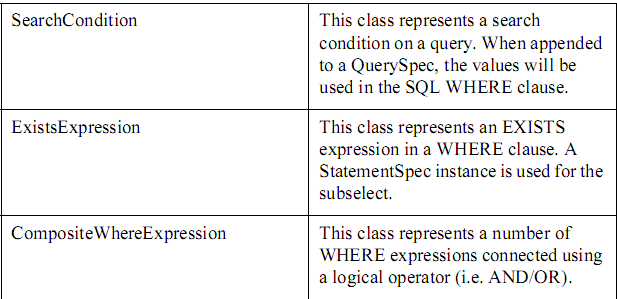 SearchCondition
This class represents a search
condition on a query. When appended
to a QuerySpec, the values will be
used in the SQL WHERE clause.
ExistsExpression
This class represents an EXISTS
expression in a WHERE clause. A
StatementSpec instance is used for the
subselect.
CompositeWhereExpression
This class represents a number of
WHERE expressions connected using
a logical operator (i.e. AND/OR).